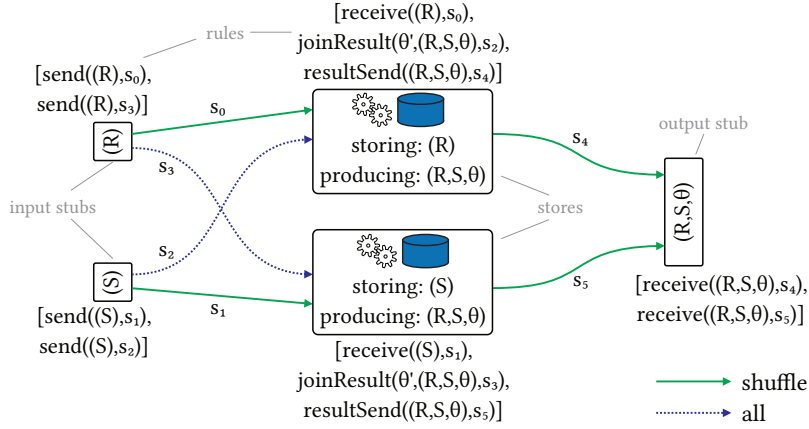 rules
[receive((R),s₀),
joinResult(θ',(R,S,θ),s₂),
resultSend((R,S,θ),s₄)]
[send((R),s₀),
send((R),s₃)]
(R)
s₀
s₃
storing: (R)
producing: (R,S,θ)
s₄
output stub
(R,S,θ)
input stubs
stores
s₂
(S)
s₁
storing: (S)
producing: (R,S,θ)
s₅
[send((S),s₁),
send((S),s₂)]
[receive((S),s₁),
joinResult(θ',(R,S,θ),s₃),
resultSend((R,S,θ),s₅)]
[receive((R,S,θ),s₄),
receive((R,S,θ),s₅)]
shuffle
all